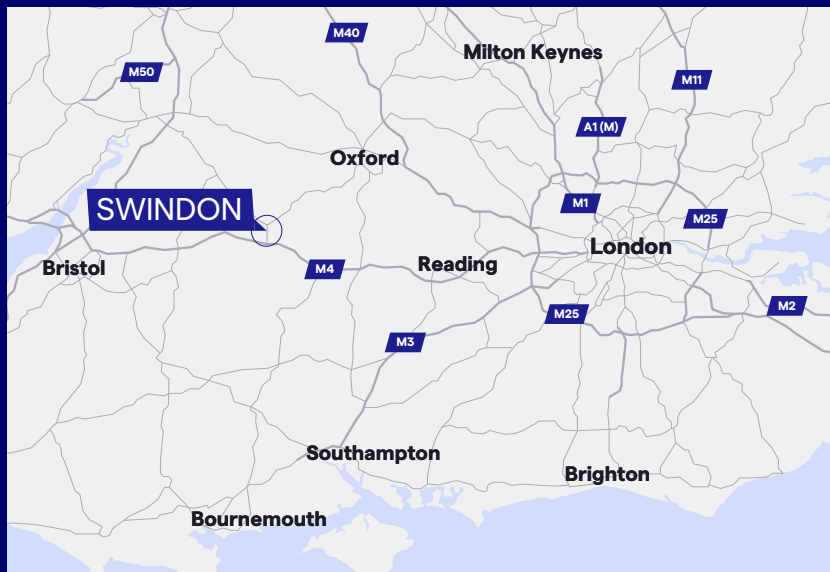 M40
Milton Keynes
M50
M11
A1 (M)
Oxford
SWINDON
M1
M25
London
Bristol
M4
Reading
M25
M2
M3
Southampton
Brighton
Bournemouth